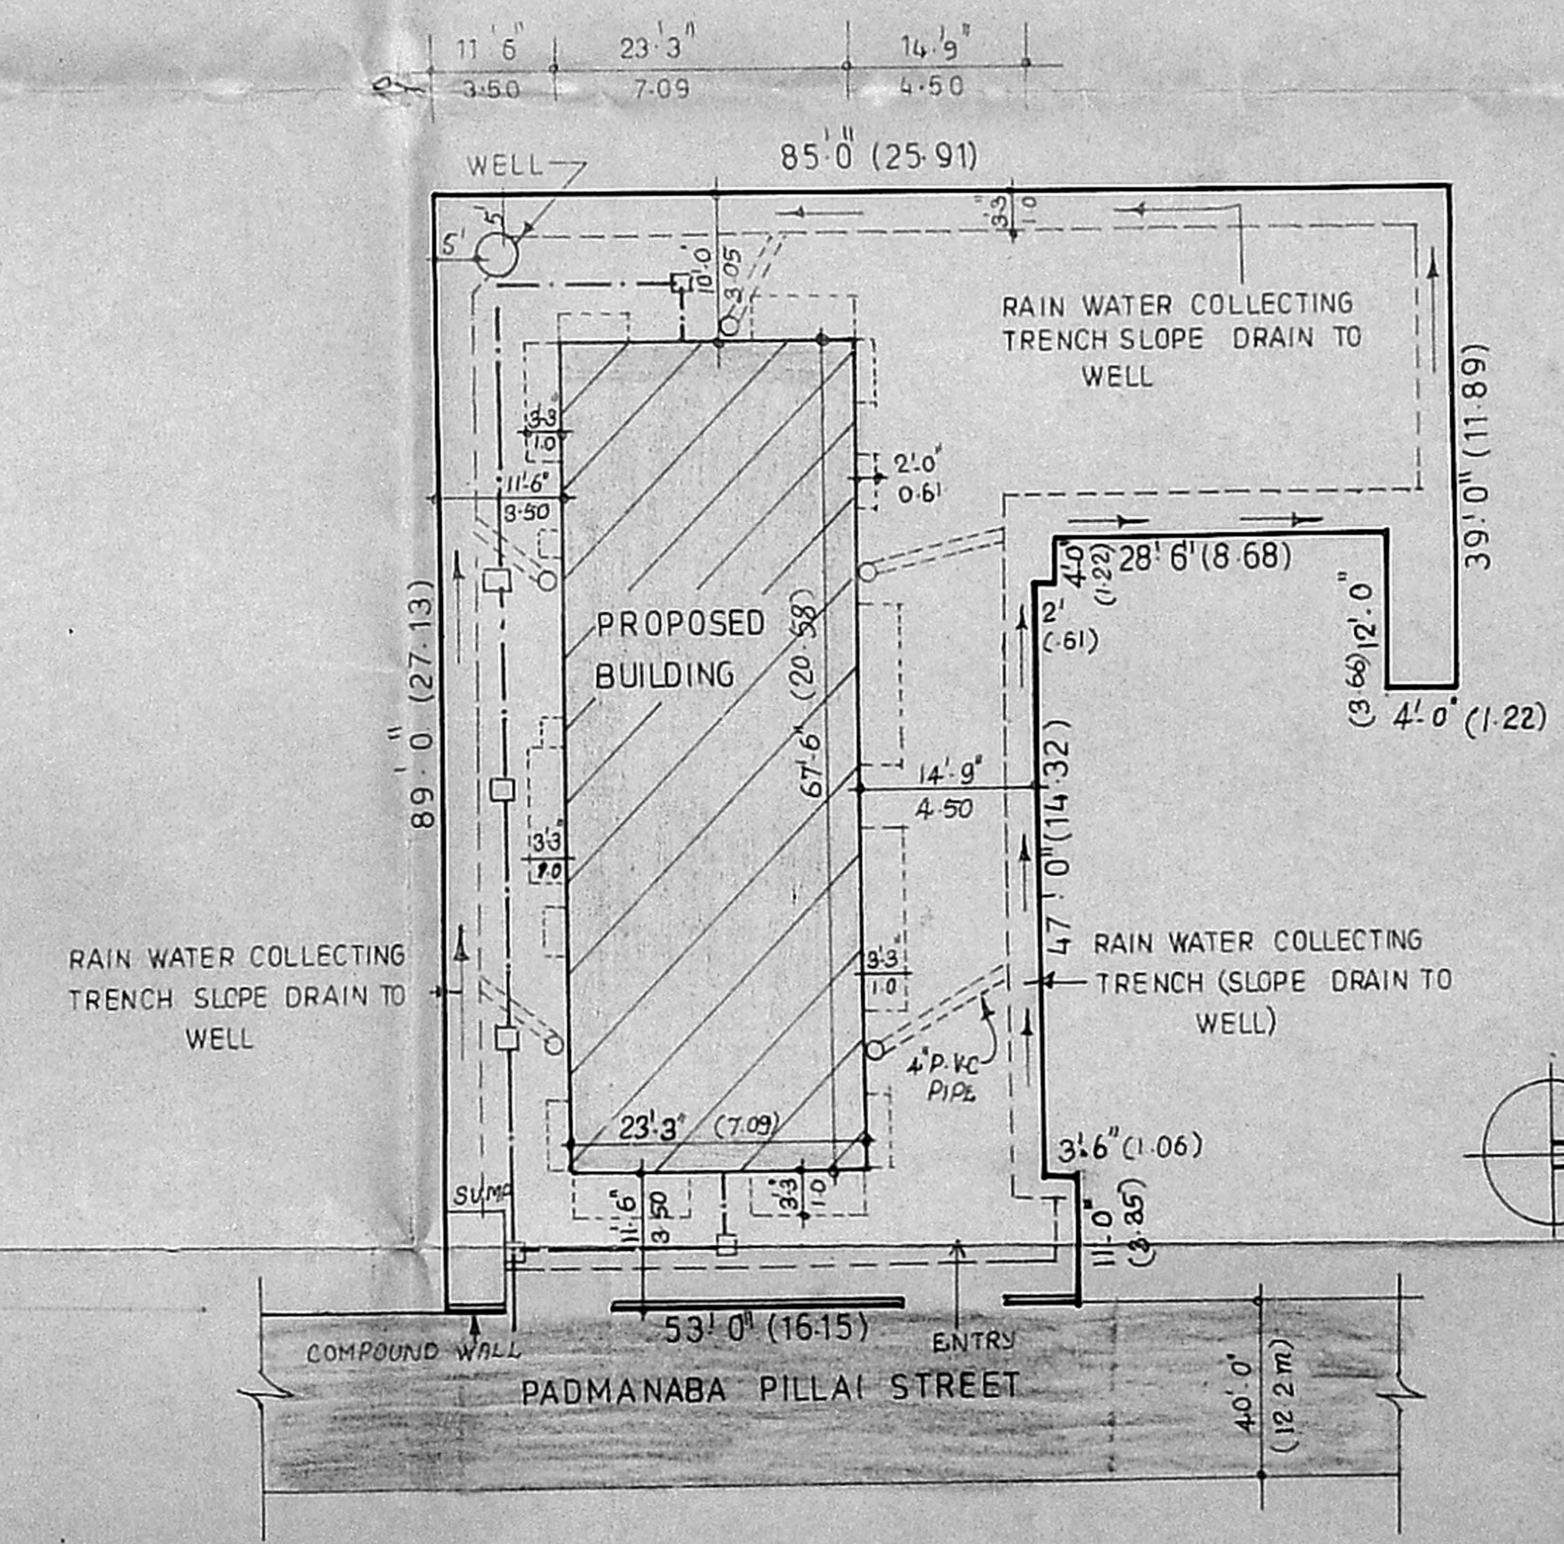 11'6"
23'·3"
14'·9"
3·50
7·09
4·50
85'·0" (25·91)
WELL
5'
5'
10'·0'
3·05
3'·3"
1·0
RAIN WATER COLLECTING
TRENCH SLOPE DRAIN TO
WELL
39'·0" (11·89)
3'·3"
1·0
11'·6"
3·50
2'·0"
0·61
4'·0"
(1·22)
28'·6' (8·68)
2'
(·61)
12'·0"
(3·66)
4'-0" (1·22)
PROPOSED
BUILDING
67'-6" (20·58)
89'·0" (27·13)
14'·9"
4·50
47'·0" (14·32)
3'·3"
1·0
RAIN WATER COLLECTING
TRENCH SLOPE DRAIN TO
WELL
3'·3"
1·0
RAIN WATER COLLECTING
TRENCH (SLOPE DRAIN TO
WELL)
4" P.V.C
PIPE
23'·3" (7·09)
3'·6" (1·06)
SUMP
11'·6"
3·50
3'·3"
1·0
11'-0"
(3.35)
53'·0" (16·15)
ENTRY
COMPOUND WALL
PADMANABA PILLAI STREET
40'·0'
(12·2m)